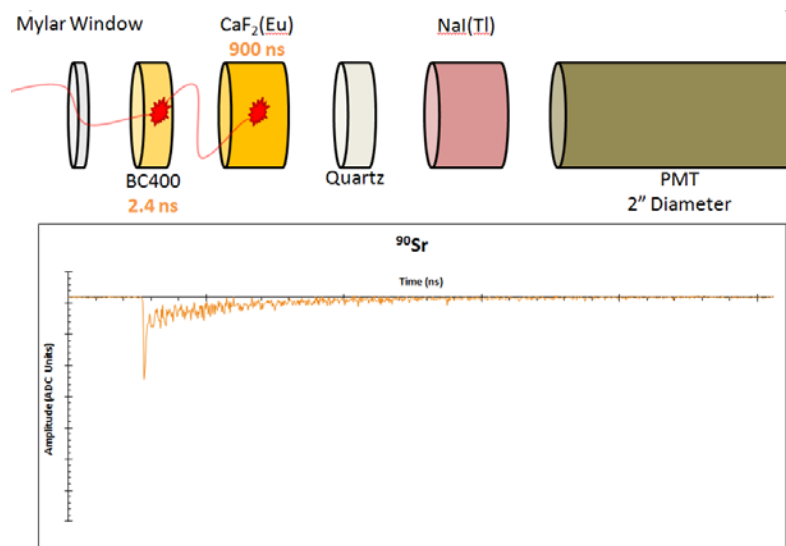 Mylar Window
CaF₂(Eu)
900 ns
NaI(Tl)
BC400
2.4 ns
Quartz
PMT
2” Diameter
⁹⁰Sr
Time (ns)
Amplitude (ADC Units)